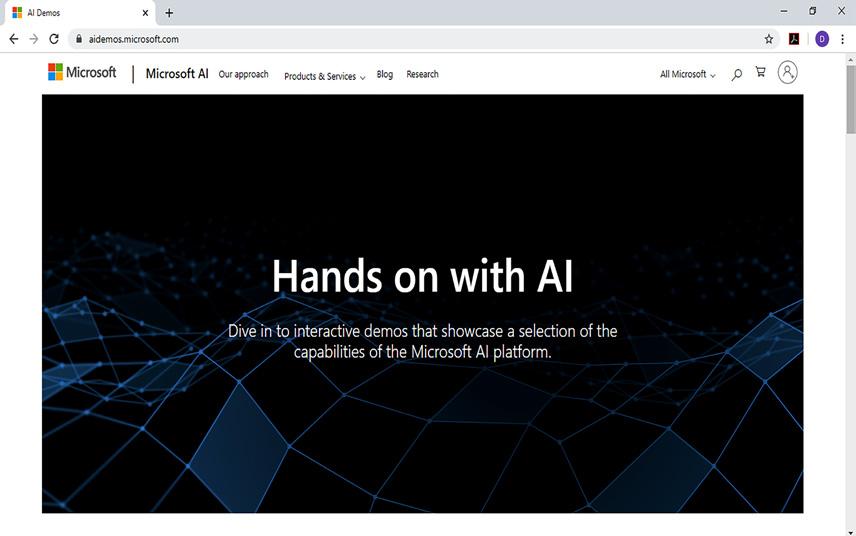 AI Demos
aidemos.microsoft.com
D
Microsoft
Microsoft AI
Our approach
Products & Services
Blog
Research
All Microsoft
Hands on with AI
Dive in to interactive demos that showcase a selection of the
capabilities of the Microsoft AI platform.